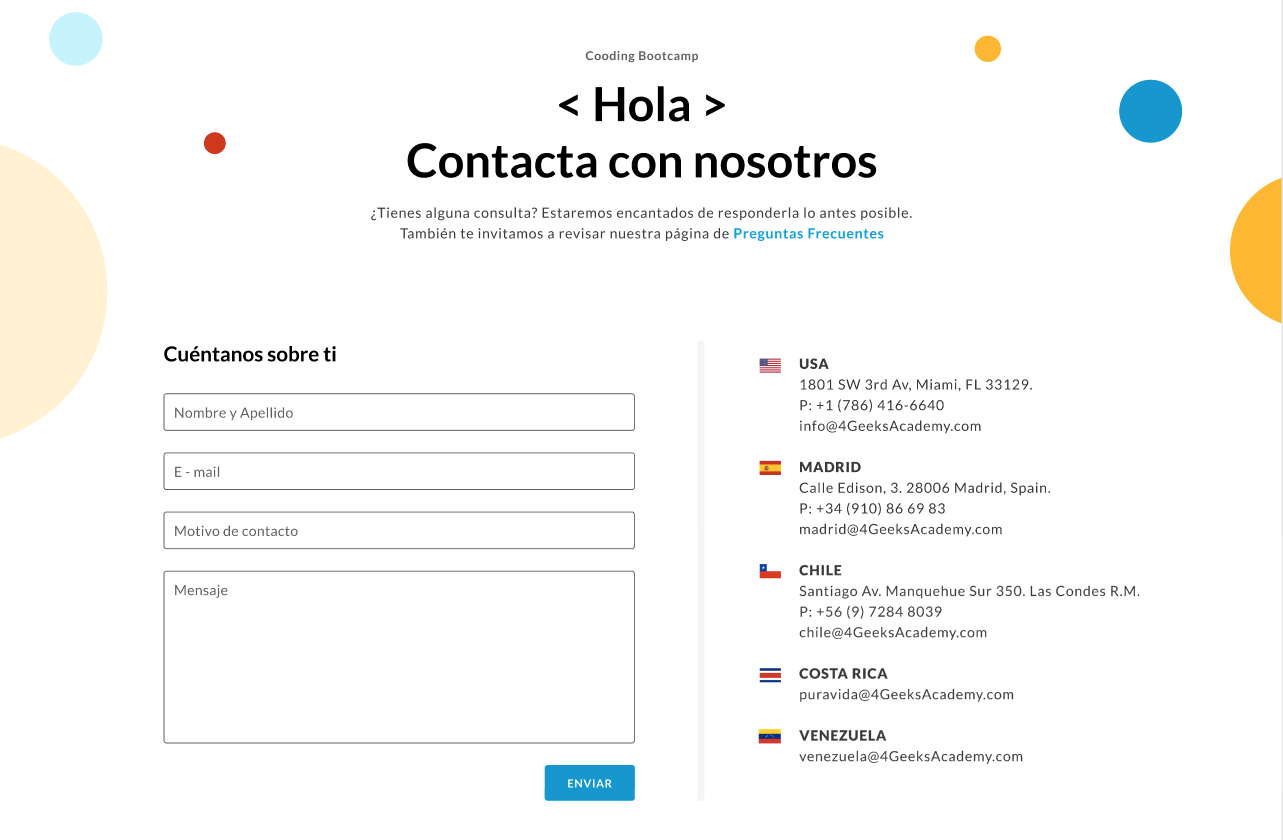 Cooding Bootcamp
< Hola >
Contacta con nosotros
¿Tienes alguna consulta? Estaremos encantados de responderla lo antes posible.
También te invitamos a revisar nuestra página de Preguntas Frecuentes
Cuéntanos sobre ti
Nombre y Apellido
E - mail
Motivo de contacto
Mensaje
ENVIAR
USA
1801 SW 3rd Av, Miami, FL 33129.
P: +1 (786) 416-6640
info@4GeeksAcademy.com
MADRID
Calle Edison, 3. 28006 Madrid, Spain.
P: +34 (910) 86 69 83
madrid@4GeeksAcademy.com
CHILE
Santiago Av. Manquehue Sur 350. Las Condes R.M.
P: +56 (9) 7284 8039
chile@4GeeksAcademy.com
COSTA RICA
puravida@4GeeksAcademy.com
VENEZUELA
venezuela@4GeeksAcademy.com